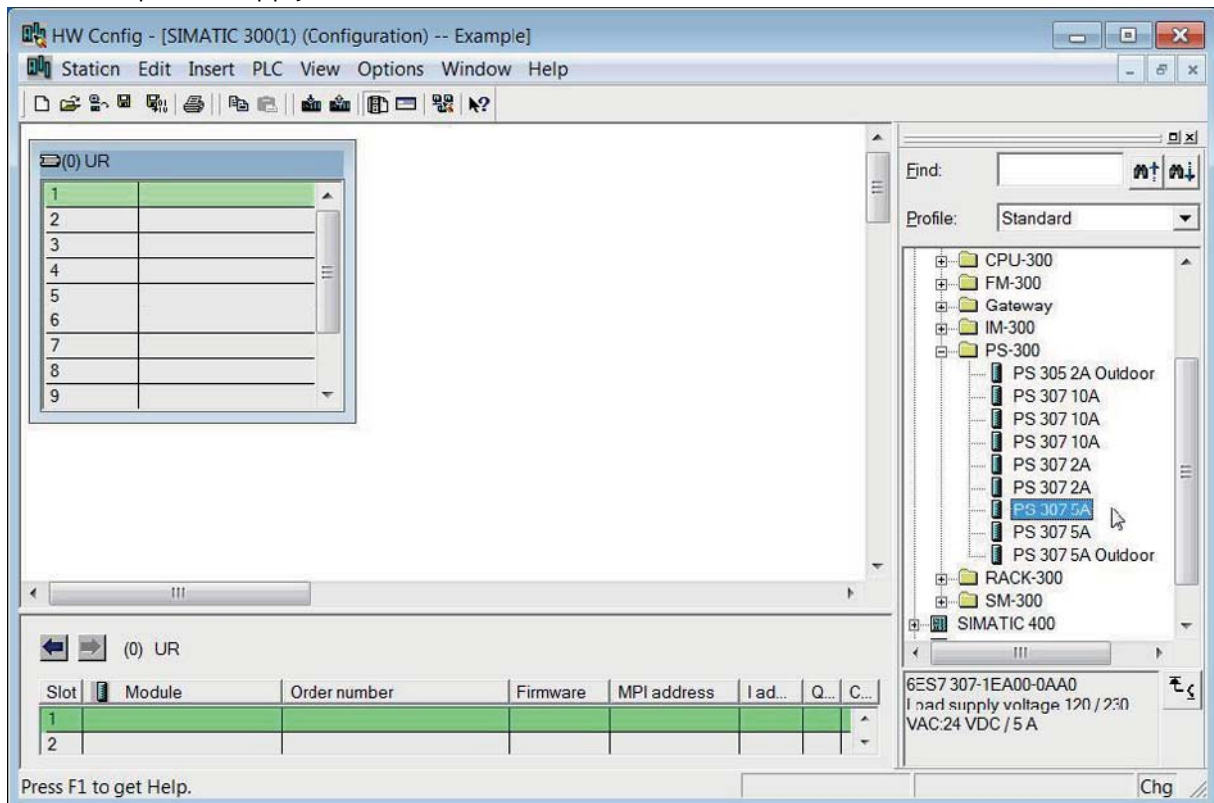 HW Config - [SIMATIC 300(1) (Configuration) -- Example]
Station Edit Insert PLC View Options Window Help
(0) UR
1
2
3
4
5
6
7
8
9
Find:
Profile: Standard
CPU-300
FM-300
Gateway
IM-300
PS-300
PS 305 2A Outdoor
PS 307 10A
PS 307 10A
PS 307 10A
PS 307 2A
PS 307 2A
PS 307 5A
PS 307 5A
PS 307 5A Outdoor
RACK-300
SM-300
SIMATIC 400
(0) UR
Slot Module Order number Firmware MPI address I ad... Q... C...
1
2
6ES7 307-1EA00-0AA0
Load supply voltage 120 / 230
VAC:24 VDC / 5 A
Press F1 to get Help.
Chg